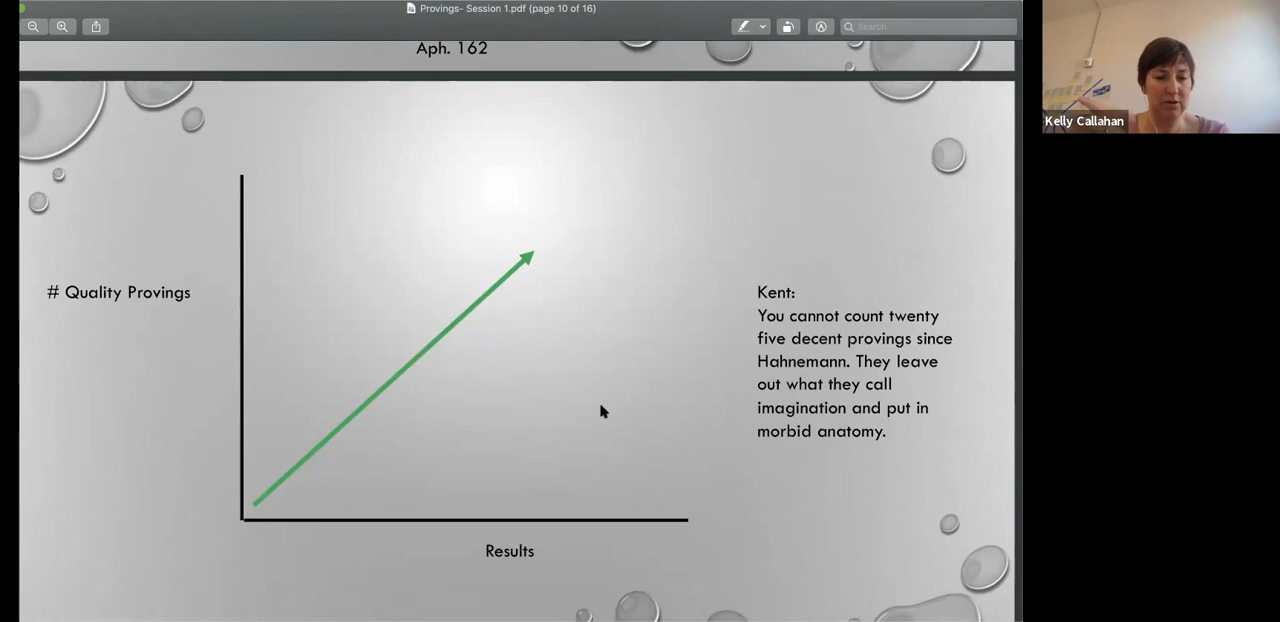 Provings- Session 1.pdf (page 10 of 16)
Search
Aph. 162
Kelly Callahan
# Quality Provings
Kent:
You cannot count twenty
five decent provings since
Hahnemann. They leave
out what they call
imagination and put in
morbid anatomy.
Results